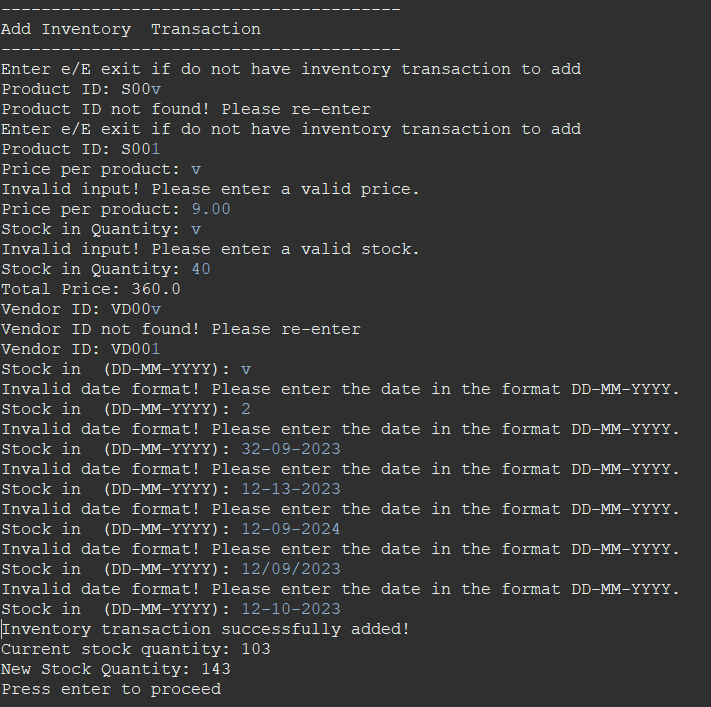 ----------------------------------------
Add Inventory  Transaction
----------------------------------------
Enter e/E exit if do not have inventory transaction to add
Product ID: S00v
Product ID not found! Please re-enter
Enter e/E exit if do not have inventory transaction to add
Product ID: S001
Price per product: v
Invalid input! Please enter a valid price.
Price per product: 9.00
Stock in Quantity: v
Invalid input! Please enter a valid stock.
Stock in Quantity: 40
Total Price: 360.0
Vendor ID: VD00v
Vendor ID not found! Please re-enter
Vendor ID: VD001
Stock in  (DD-MM-YYYY): v
Invalid date format! Please enter the date in the format DD-MM-YYYY.
Stock in  (DD-MM-YYYY): 2
Invalid date format! Please enter the date in the format DD-MM-YYYY.
Stock in  (DD-MM-YYYY): 32-09-2023
Invalid date format! Please enter the date in the format DD-MM-YYYY.
Stock in  (DD-MM-YYYY): 12-13-2023
Invalid date format! Please enter the date in the format DD-MM-YYYY.
Stock in  (DD-MM-YYYY): 12-09-2024
Invalid date format! Please enter the date in the format DD-MM-YYYY.
Stock in  (DD-MM-YYYY): 12/09/2023
Invalid date format! Please enter the date in the format DD-MM-YYYY.
Stock in  (DD-MM-YYYY): 12-10-2023
Inventory transaction successfully added!
Current stock quantity: 103
New Stock Quantity: 143
Press enter to proceed